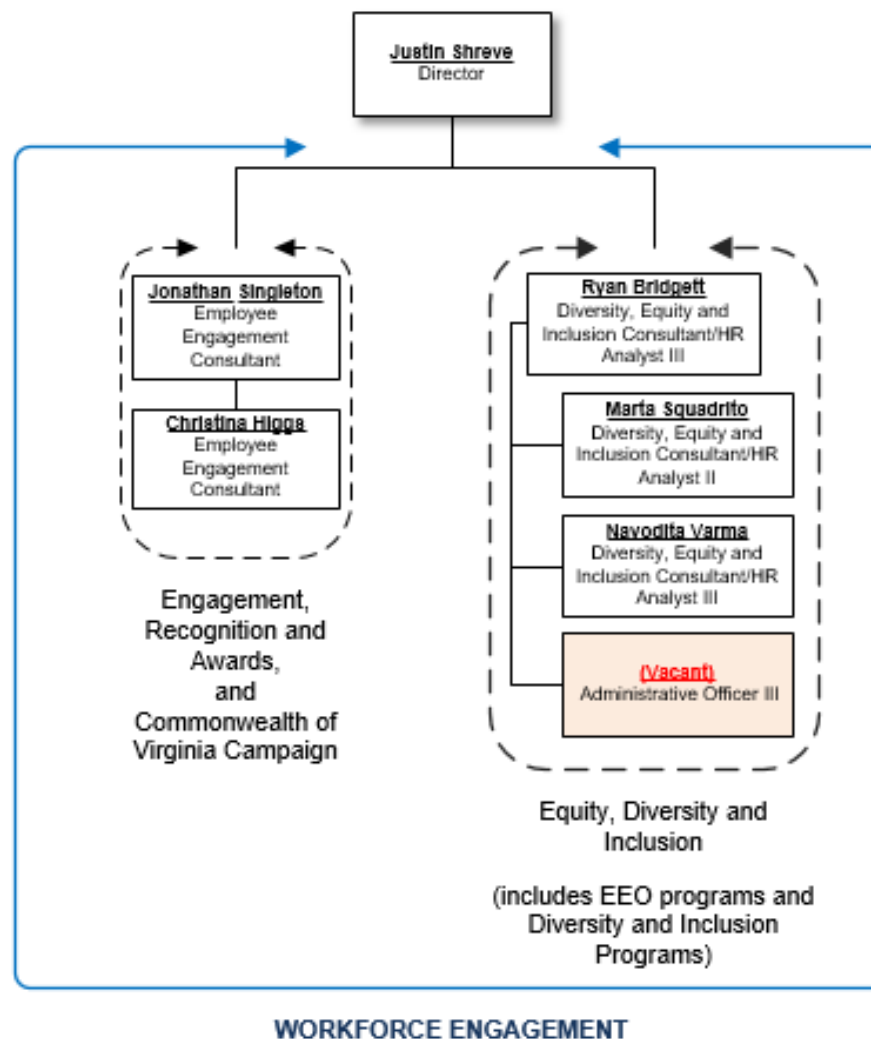 Justin Shreve
Director
Jonathan Singleton
Employee
Engagement
Consultant
Christina Higgs
Employee
Engagement
Consultant
Engagement,
Recognition and
Awards,
and
Commonwealth of
Virginia Campaign
Ryan Bridgett
Diversity, Equity and
Inclusion Consultant/HR
Analyst III
Marta Squadrito
Diversity, Equity and
Inclusion Consultant/HR
Analyst II
Navodita Varma
Diversity, Equity and
Inclusion Consultant/HR
Analyst III
(Vacant)
Administrative Officer III
Equity, Diversity and
Inclusion
(includes EEO programs and
Diversity and Inclusion
Programs)
WORKFORCE ENGAGEMENT